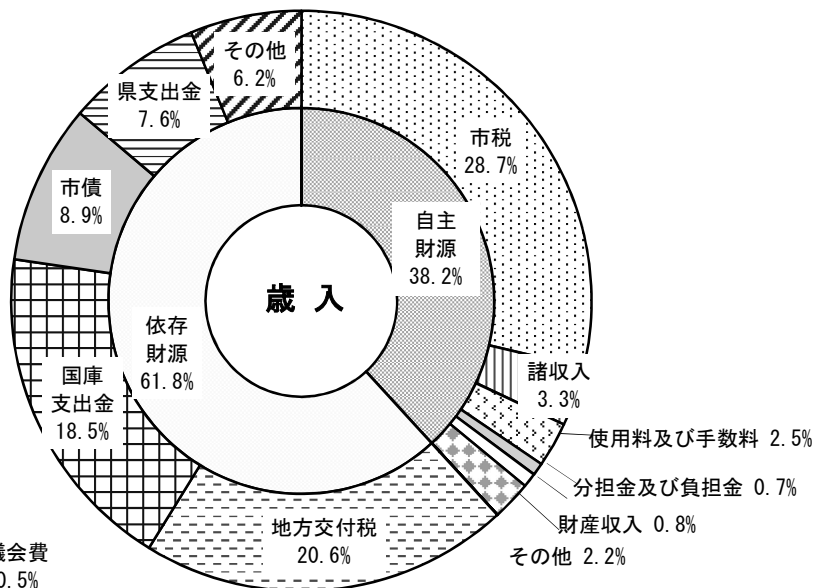 その他
6.2%
県支出金
7.6%
市税
28.7%
市債
8.9%
自主
財源
38.2%
歳 入
依存
財源
61.8%
諸収入
3.3%
国庫
支出金
18.5%
使用料及び手数料 2.5%
分担金及び負担金 0.7%
財産収入 0.8%
その他 2.2%
地方交付税
20.6%
会費
0.5%